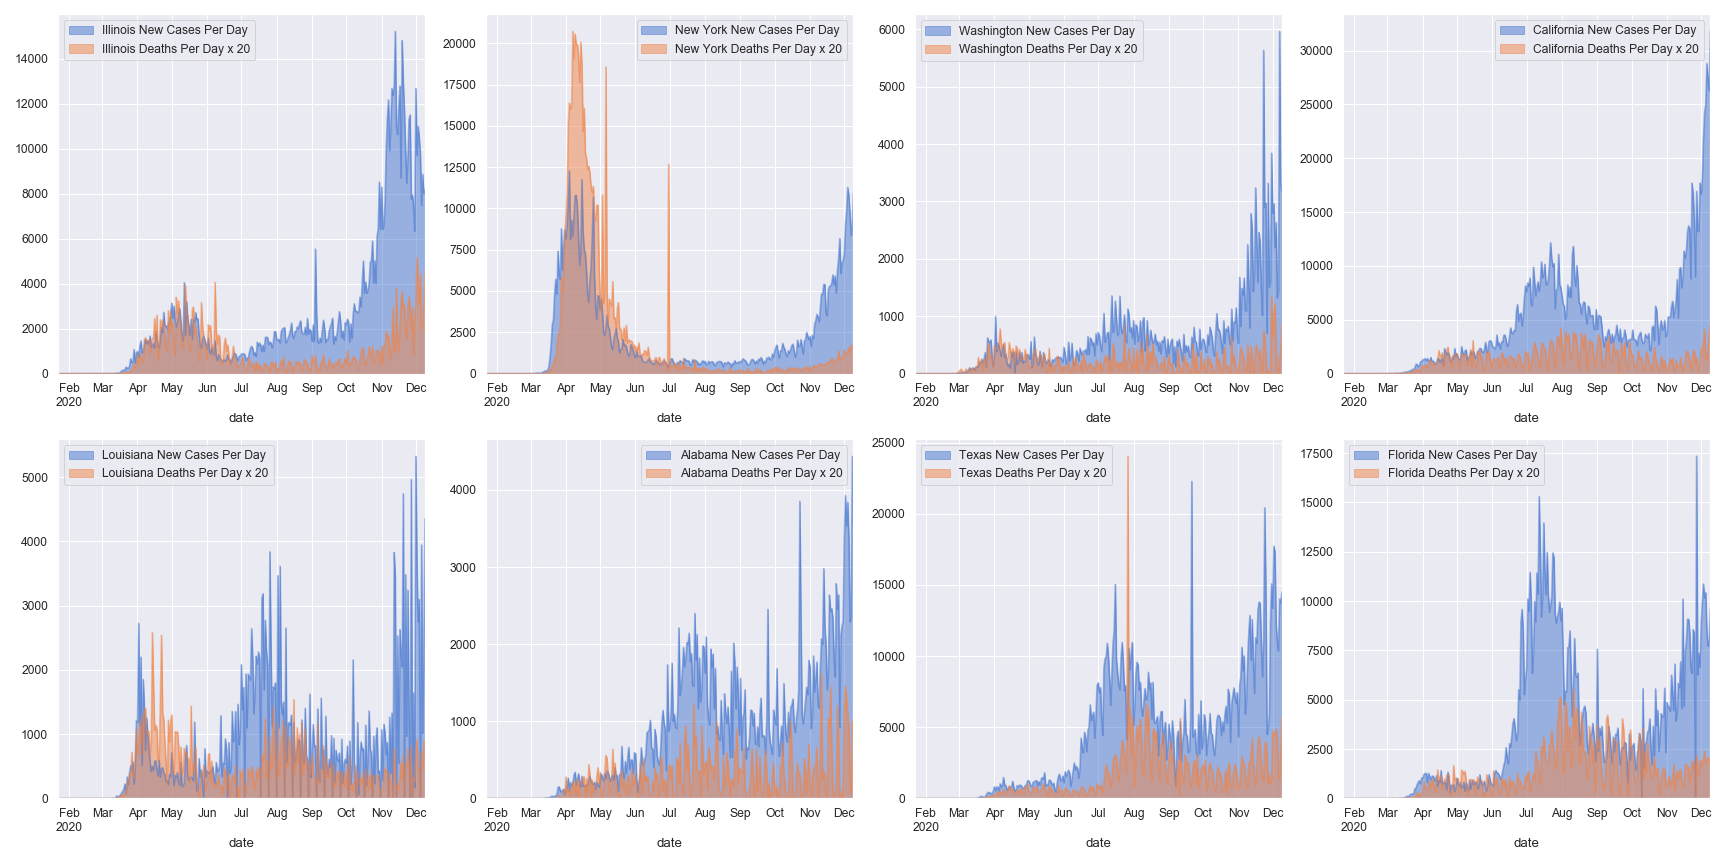 Illinois New Cases Per Day
Illinois Deaths Per Day x 20
14000
12000
10000
8000
6000
4000
2000
0
Feb Mar Apr May Jun Jul Aug Sep Oct Nov Dec
2020
date
New York New Cases Per Day
New York Deaths Per Day x 20
20000
17500
15000
12500
10000
7500
5000
2500
0
Feb Mar Apr May Jun Jul Aug Sep Oct Nov Dec
2020
date
Washington New Cases Per Day
Washington Deaths Per Day x 20
6000
5000
4000
3000
2000
1000
0
Feb Mar Apr May Jun Jul Aug Sep Oct Nov Dec
2020
date
California New Cases Per Day
California Deaths Per Day x 20
30000
25000
20000
15000
10000
5000
0
Feb Mar Apr May Jun Jul Aug Sep Oct Nov Dec
2020
date
Louisiana New Cases Per Day
Louisiana Deaths Per Day x 20
5000
4000
3000
2000
1000
0
Feb Mar Apr May Jun Jul Aug Sep Oct Nov Dec
2020
date
Alabama New Cases Per Day
Alabama Deaths Per Day x 20
4000
3000
2000
1000
0
Feb Mar Apr May Jun Jul Aug Sep Oct Nov Dec
2020
date
Texas New Cases Per Day
Texas Deaths Per Day x 20
25000
20000
15000
10000
5000
0
Feb Mar Apr May Jun Jul Aug Sep Oct Nov Dec
2020
date
Florida New Cases Per Day
Florida Deaths Per Day x 20
17500
15000
12500
10000
7500
5000
2500
0
Feb Mar Apr May Jun Jul Aug Sep Oct Nov Dec
2020
date